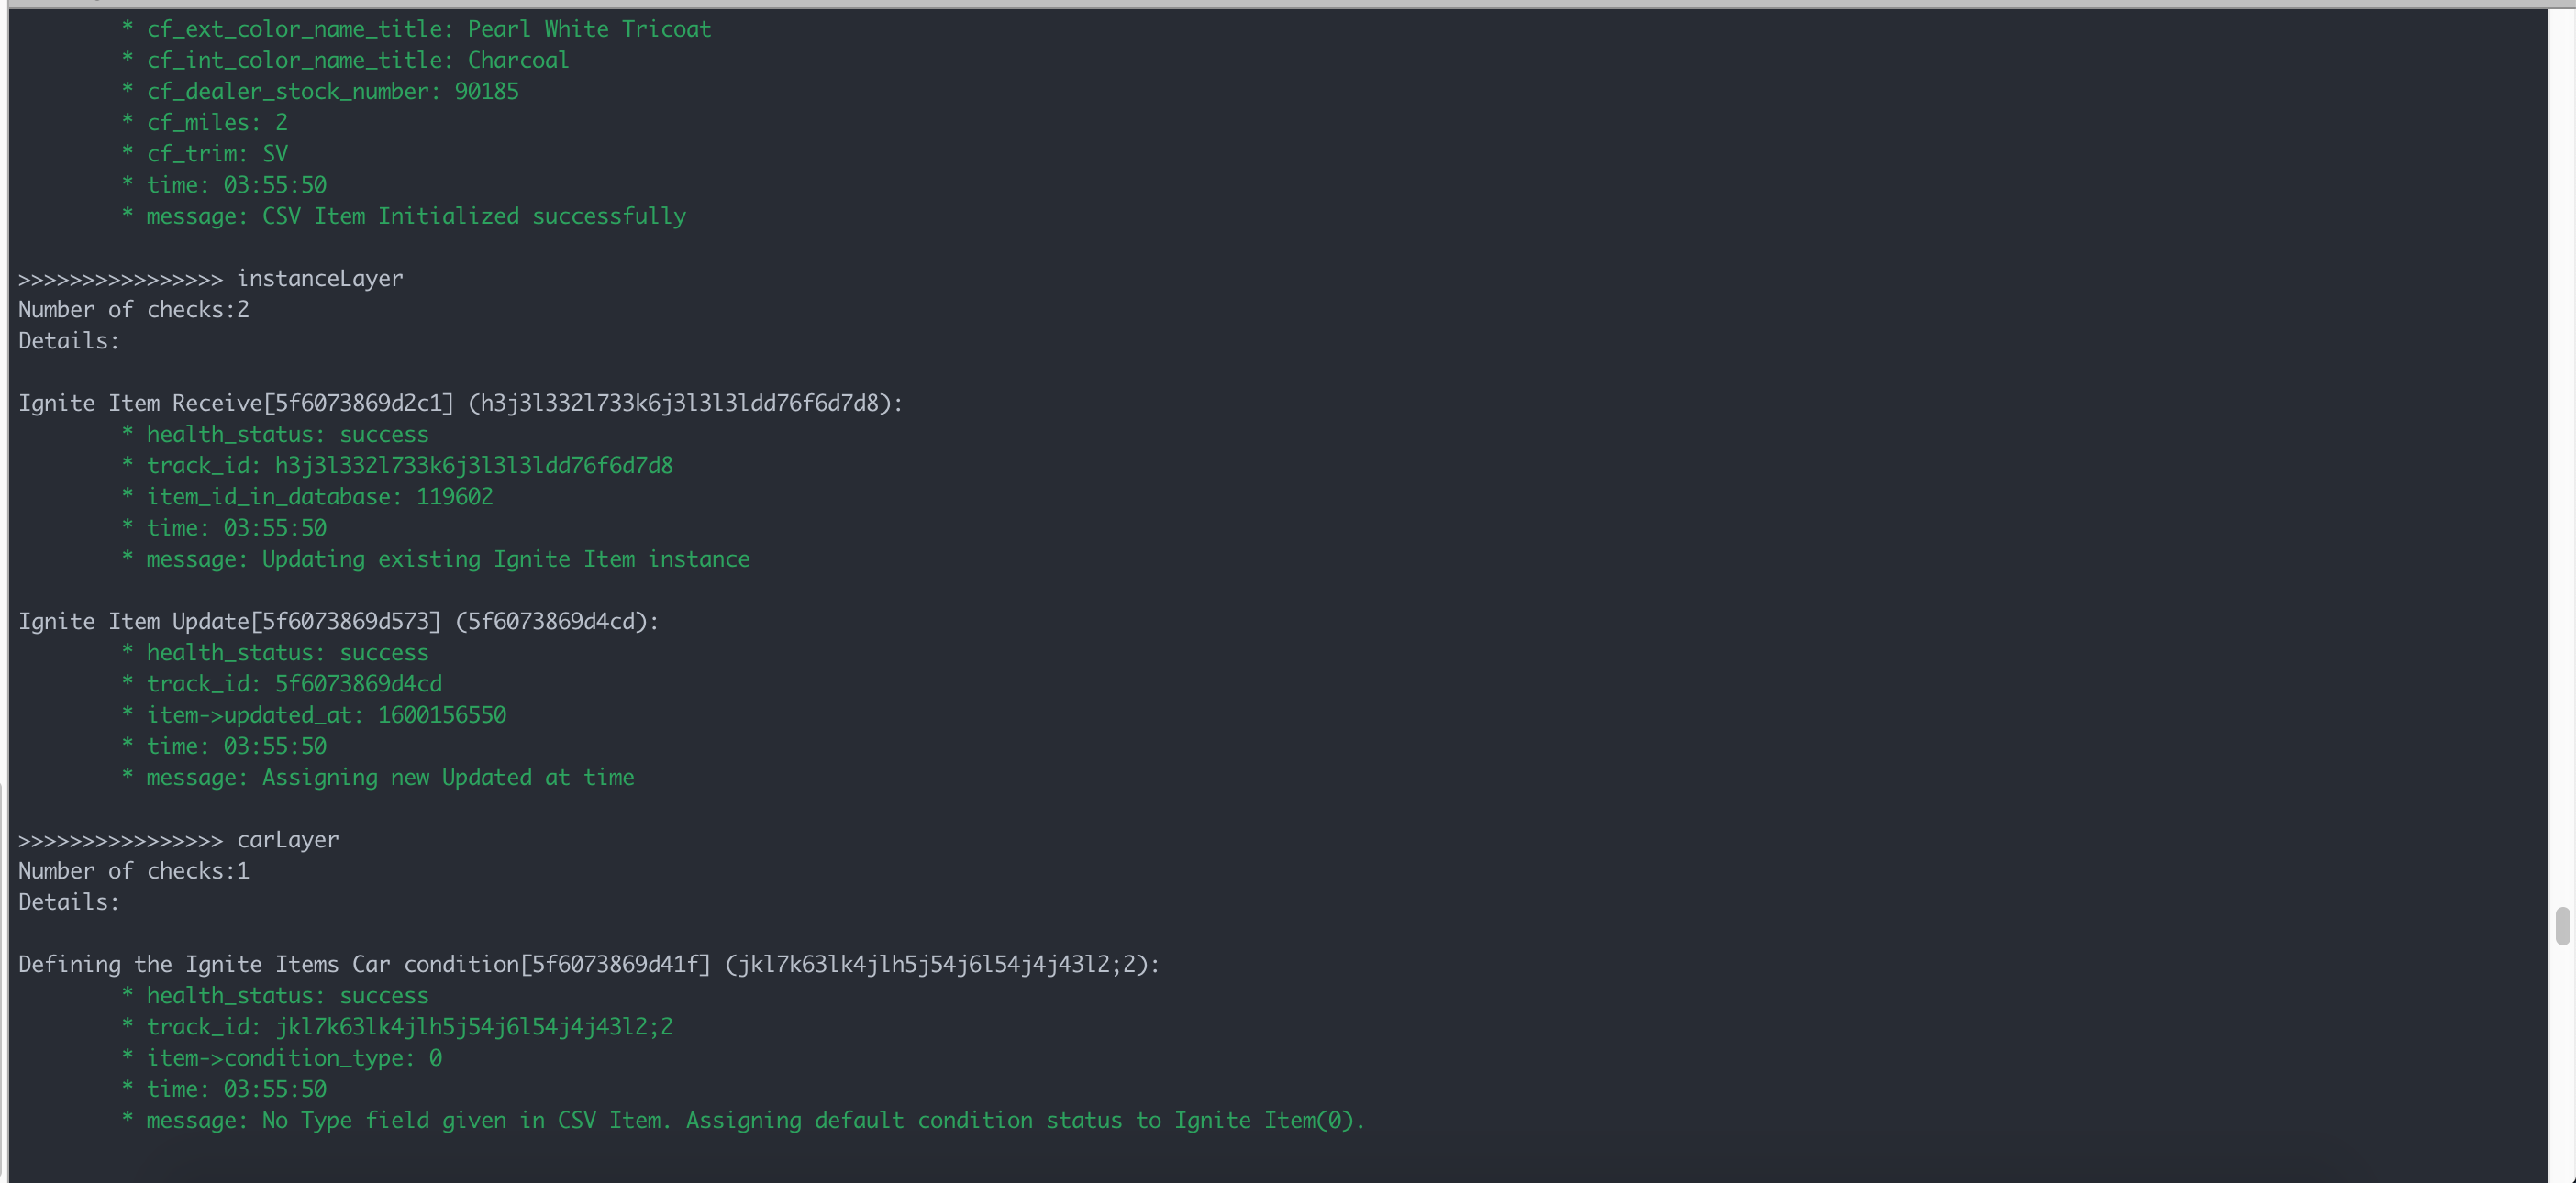 * cf_ext_color_name_title: Pearl White Tricoat
* cf_int_color_name_title: Charcoal
* cf_dealer_stock_number: 90185
* cf_miles: 2
* cf_trim: SV
* time: 03:55:50
* message: CSV Item Initialized successfully
>>>>>>>>>>>>>>>> instanceLayer
Number of checks:2
Details:
Ignite Item Receive[5f6073869d2c1] (h3j3l332l733k6j3l3l3ldd76f6d7d8):
* health_status: success
* track_id: h3j3l332l733k6j3l3l3ldd76f6d7d8
* item_id_in_database: 119602
* time: 03:55:50
* message: Updating existing Ignite Item instance
Ignite Item Update[5f6073869d573] (5f6073869d4cd):
* health_status: success
* track_id: 5f6073869d4cd
* item->updated_at: 1600156550
* time: 03:55:50
* message: Assigning new Updated at time
>>>>>>>>>>>>>>>> carLayer
Number of checks:1
Details:
Defining the Ignite Items Car condition[5f6073869d41f] (jkl7k63lk4jlh5j54j6l54j4j43l2;2):
* health_status: success
* track_id: jkl7k63lk4jlh5j54j6l54j4j43l2;2
* item->condition_type: 0
* time: 03:55:50
* message: No Type field given in CSV Item. Assigning default condition status to Ignite Item(0).